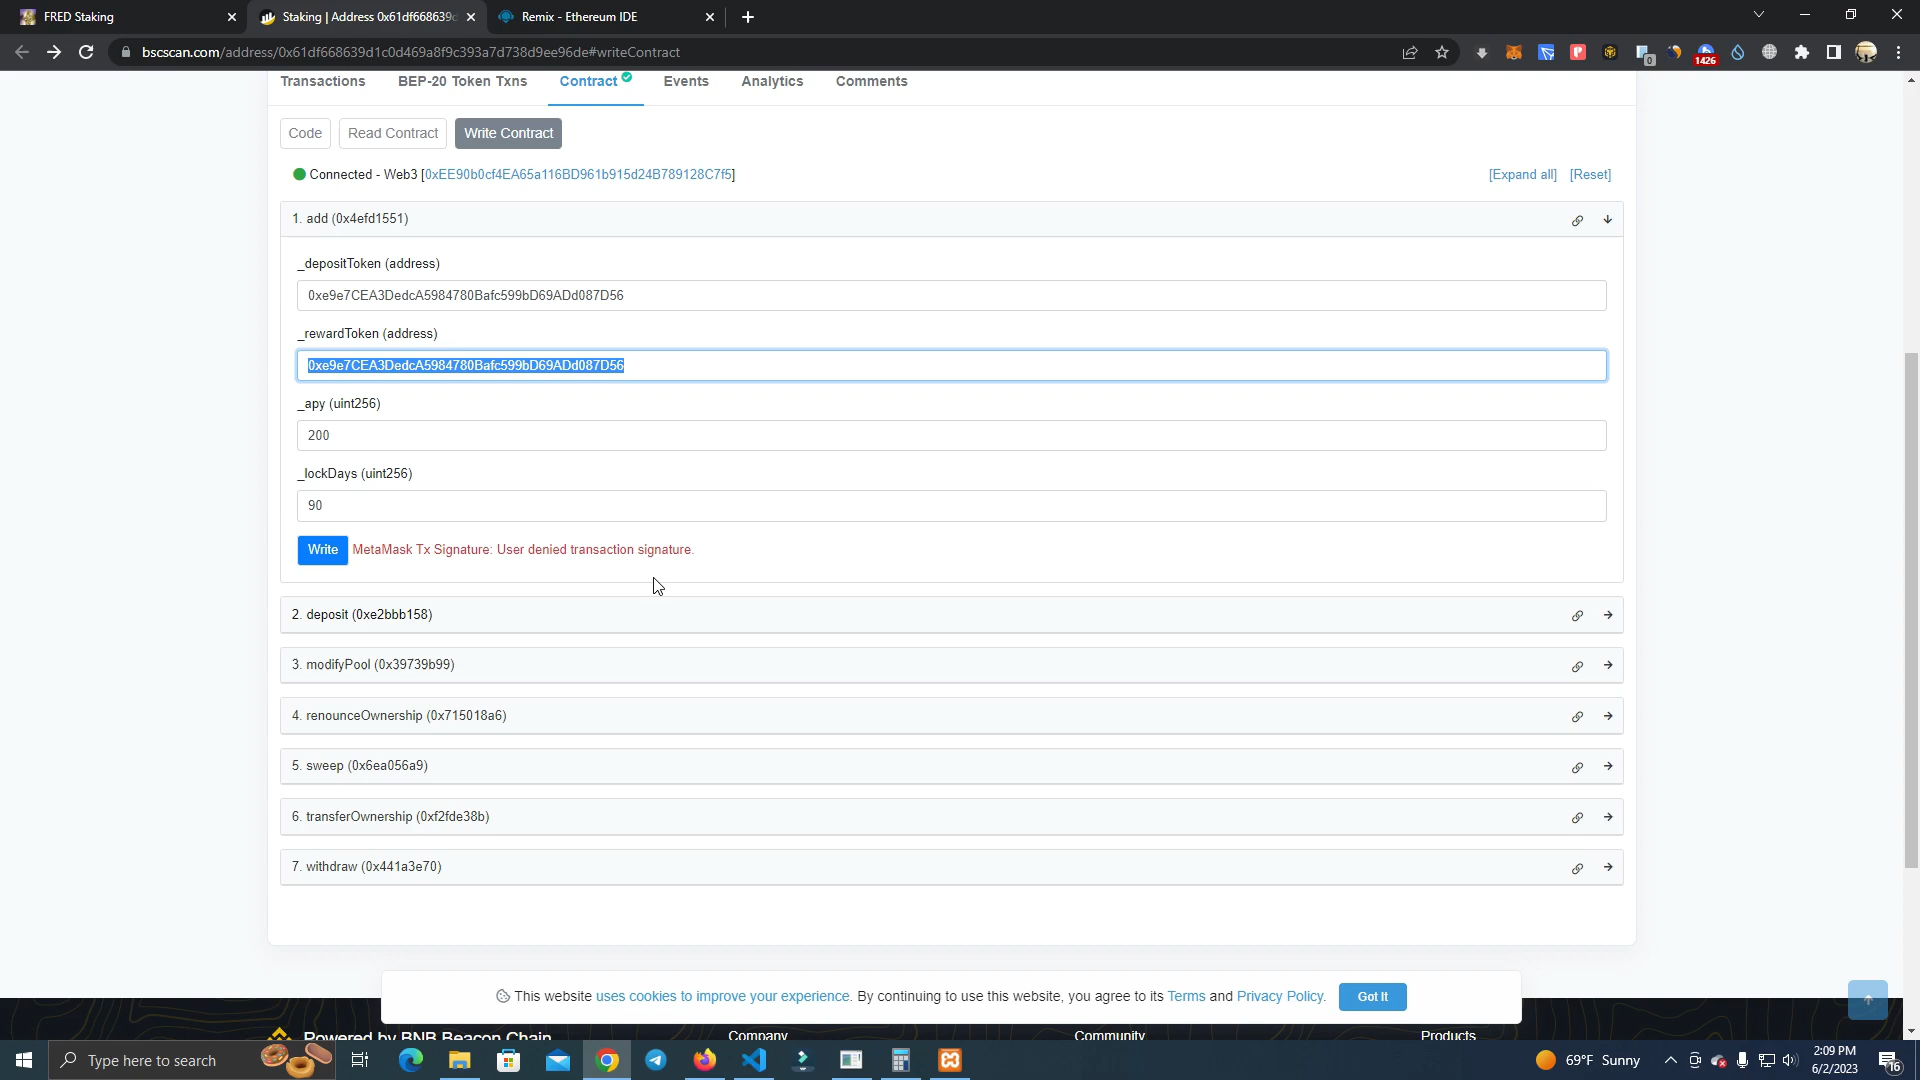 FRED Staking
Staking | Address 0x61df668639d
Remix - Ethereum IDE
bscscan.com/address/0x61df668639d1c0d469a8f9c393a7d738d9ee96de#writeContract
0
1426
Transactions
BEP-20 Token Txns
Contract
Events
Analytics
Comments
Code
Read Contract
Write Contract
Connected - Web3 [0xEE90b0cf4EA65a116BD961b915d24B789128C7f5]
[Expand all]
[Reset]
1. add (0x4efd1551)
_depositToken (address)
0xe9e7CEA3DedcA5984780Bafc599bD69ADd087D56
_rewardToken (address)
0xe9e7CEA3DedcA5984780Bafc599bD69ADd087D56
_apy (uint256)
200
_lockDays (uint256)
90
Write
MetaMask Tx Signature: User denied transaction signature.
2. deposit (0xe2bbb158)
3. modifyPool (0x39739b99)
4. renounceOwnership (0x715018a6)
5. sweep (0x6ea056a9)
6. transferOwnership (0xf2fde38b)
7. withdraw (0x441a3e70)
This website uses cookies to improve your experience. By continuing to use this website, you agree to its Terms and Privacy Policy.
Got It
Powered by BNB Beacon Chain
Company
Community
Products
Type here to search
69°F Sunny
2:09 PM
6/2/2023
16